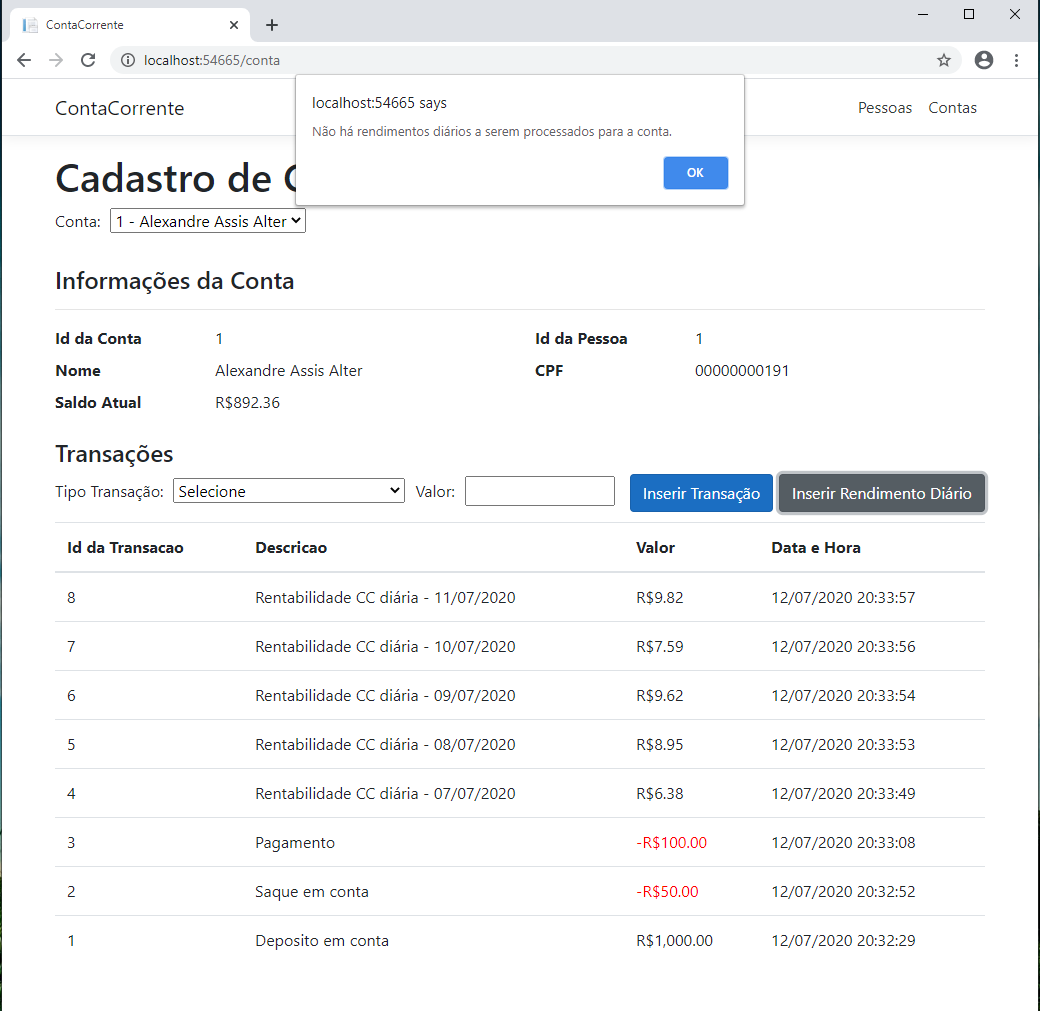 ContaCorrente
localhost:54665/conta
localhost:54665 says
Não há rendimentos diários a serem processados para a conta.
OK
ContaCorrente Pessoas Contas
Cadastro de
Conta: 1 - Alexandre Assis Alter
Informações da Conta
Id da Conta 1 Id da Pessoa 1
Nome Alexandre Assis Alter CPF 00000000191
Saldo Atual R$892.36
Transações
Tipo Transação: Selecione Valor: Inserir Transação Inserir Rendimento Diário
Id da Transacao Descricao Valor Data e Hora
8 Rentabilidade CC diária - 11/07/2020 R$9.82 12/07/2020 20:33:57
7 Rentabilidade CC diária - 10/07/2020 R$7.59 12/07/2020 20:33:56
6 Rentabilidade CC diária - 09/07/2020 R$9.62 12/07/2020 20:33:54
5 Rentabilidade CC diária - 08/07/2020 R$8.95 12/07/2020 20:33:53
4 Rentabilidade CC diária - 07/07/2020 R$6.38 12/07/2020 20:33:49
3 Pagamento -R$100.00 12/07/2020 20:33:08
2 Saque em conta -R$50.00 12/07/2020 20:32:52
1 Deposito em conta R$1,000.00 12/07/2020 20:32:29